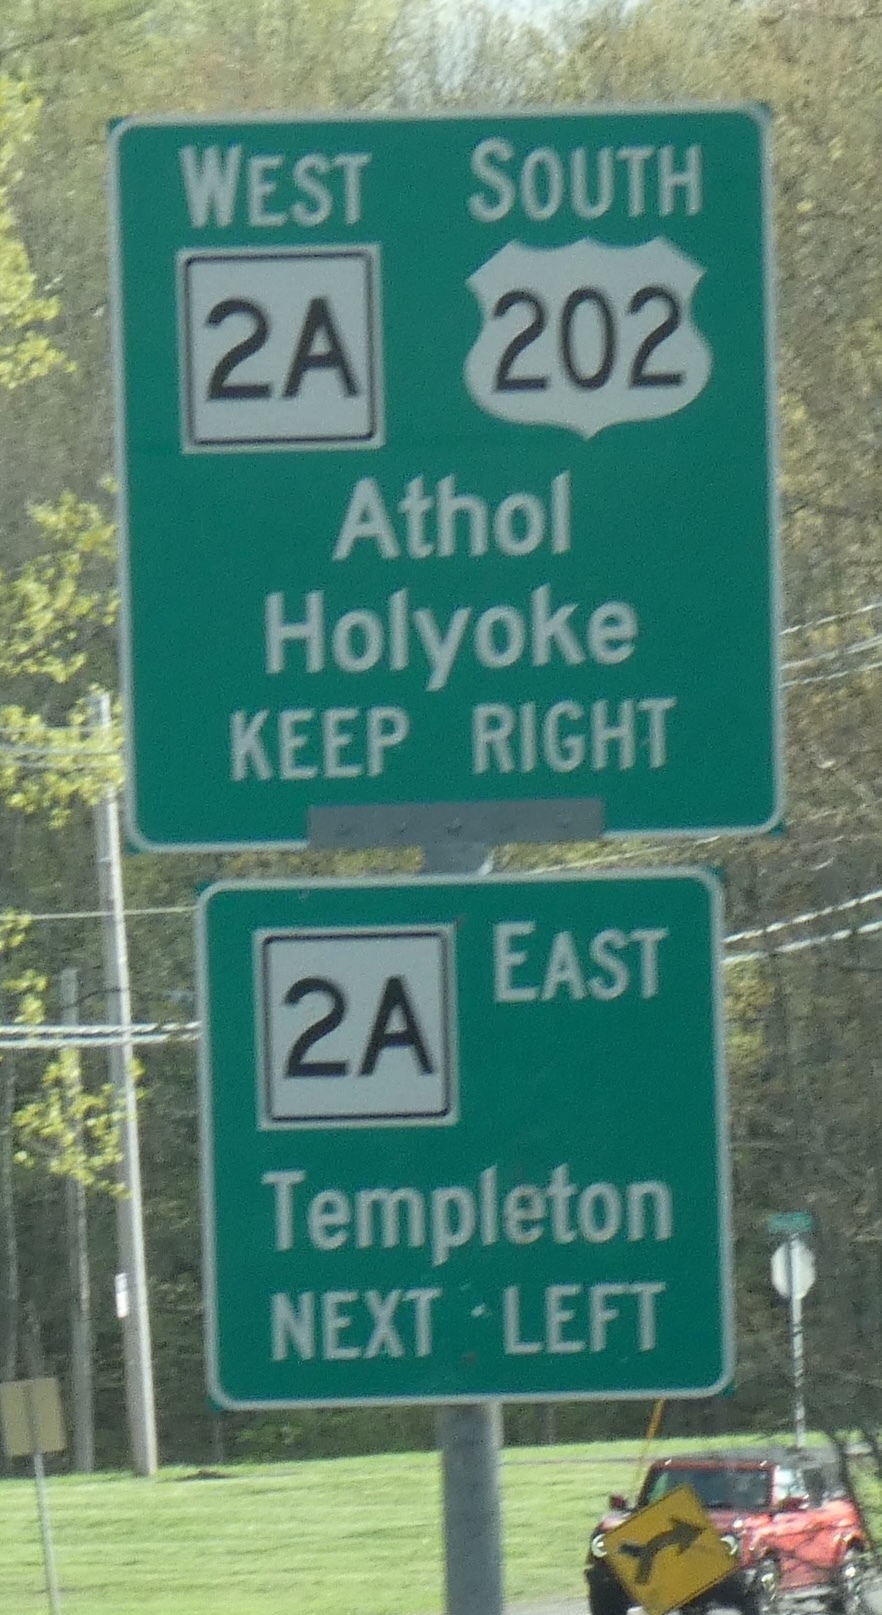 WEST SOUTH
2A 202
Athol
Holyoke
KEEP RIGHT
2A EAST
Templeton
NEXT LEFT